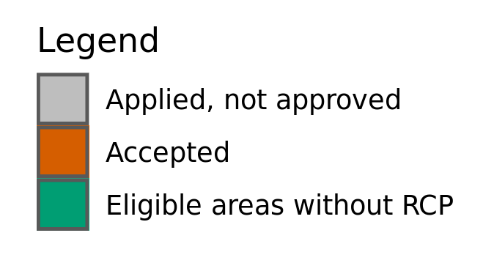 Legend
Applied, not approved
Accepted
Eligible areas without RCP